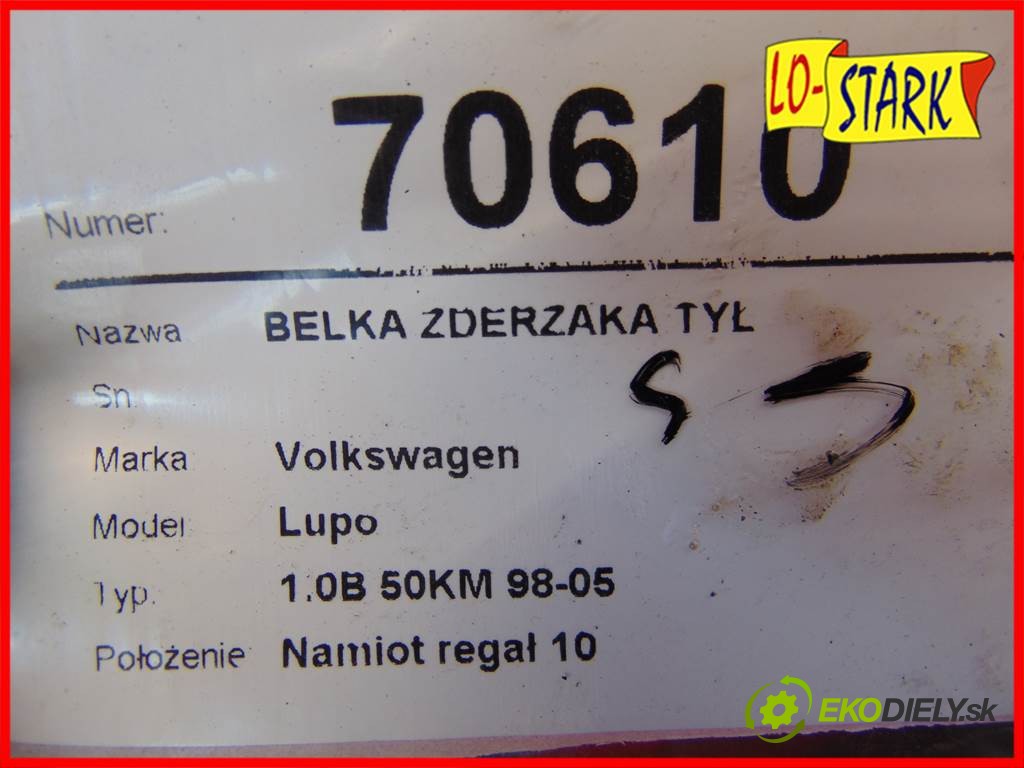 LO-STARK
Numer: 70610
Nazwa BELKA ZDERZAKA TYŁ
Sn
Marka Volkswagen
Model Lupo
Typ. 1.0B 50KM 98-05
Położenie Namiot regał 10
EKODIELY.sk